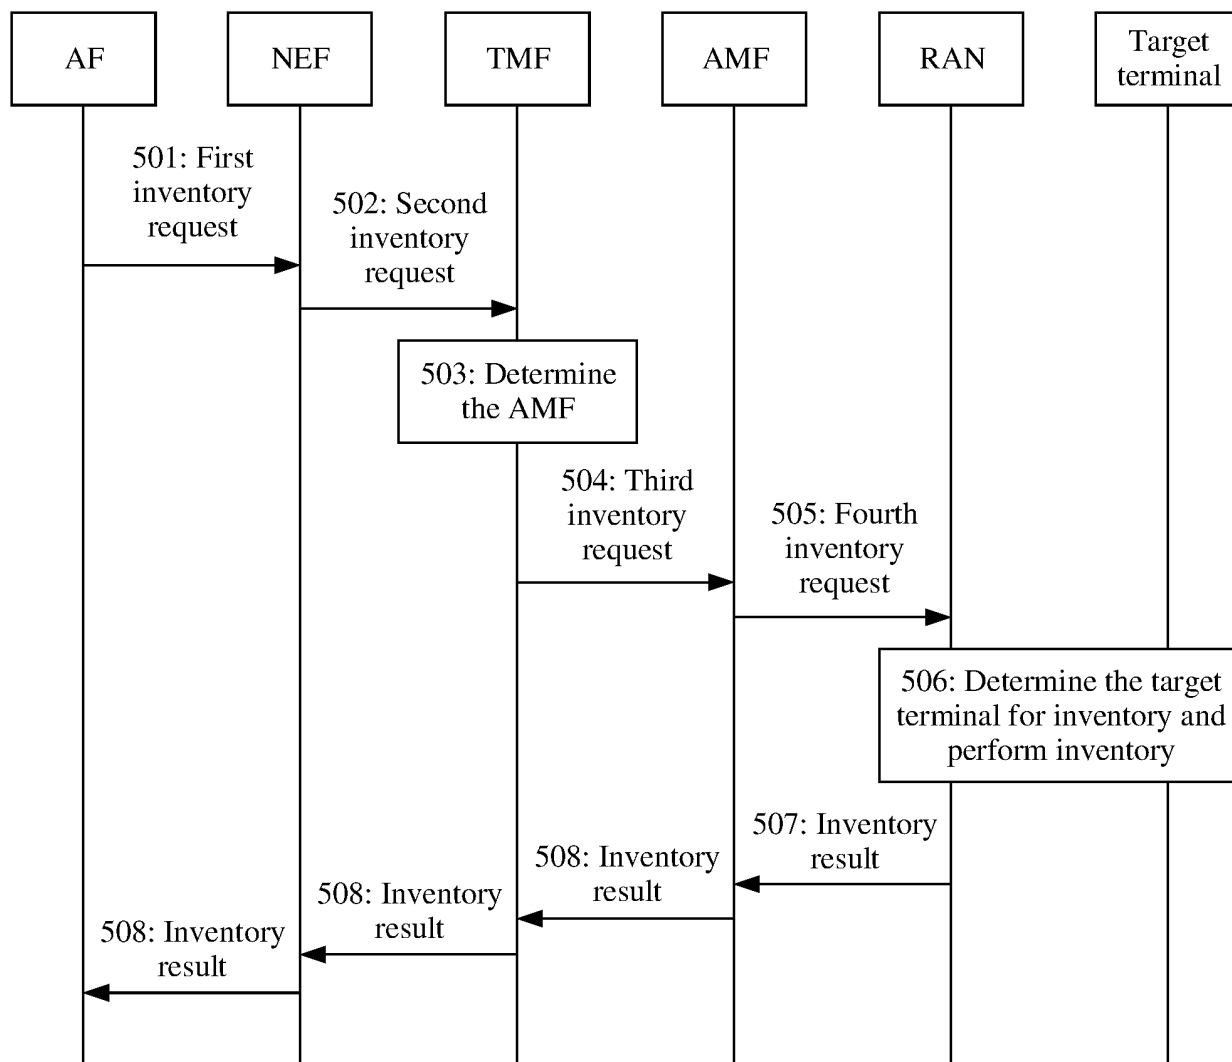 AF
NEF
TMF
AMF
RAN
Target
terminal
501: First
inventory
request
502: Second
inventory
request
503: Determine
the AMF
504: Third
inventory
request
505: Fourth
inventory
request
506: Determine the target
terminal for inventory and
perform inventory
507: Inventory
result
508: Inventory
result
508: Inventory
result
508: Inventory
result